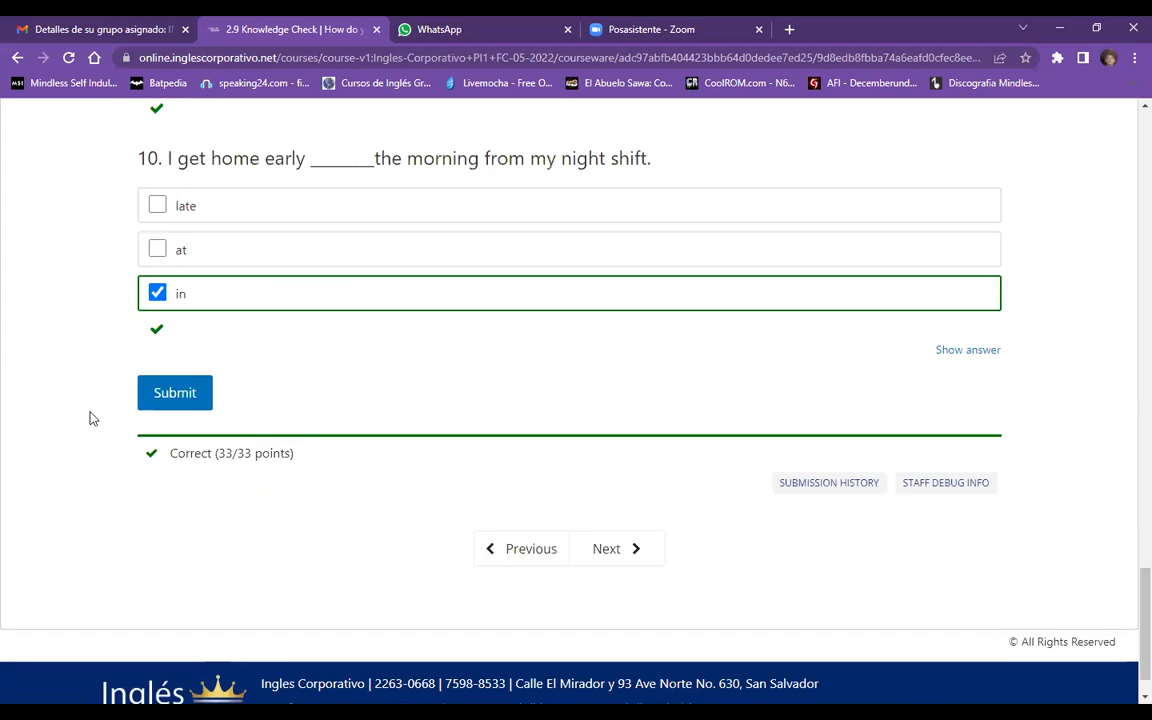 Detalles de su grupo asignado: I
2.9 Knowledge Check | How do y
WhatsApp
Posasistente - Zoom
online.inglescorporativo.net/courses/course-v1:Ingles-Corporativo+PI1+FC-05-2022/courseware/adc97abfb404423bbb64d0dedee7ed25/9d8edb8fbba74a6eafd0cfec8ee...
Mindless Self Indul...
Batpedia
speaking24.com - fi...
Cursos de Inglés Gr...
Livemocha - Free O...
El Abuelo Sawa: Co...
CoolROM.com - N6...
AFI - Decemberund...
Discografia Mindles...
10. I get home early _______the morning from my night shift.
late
at
in
Show answer
Submit
Correct (33/33 points)
SUBMISSION HISTORY
STAFF DEBUG INFO
Previous
Next
© All Rights Reserved
Inglés
Ingles Corporativo | 2263-0668 | 7598-8533 | Calle El Mirador y 93 Ave Norte No. 630, San Salvador